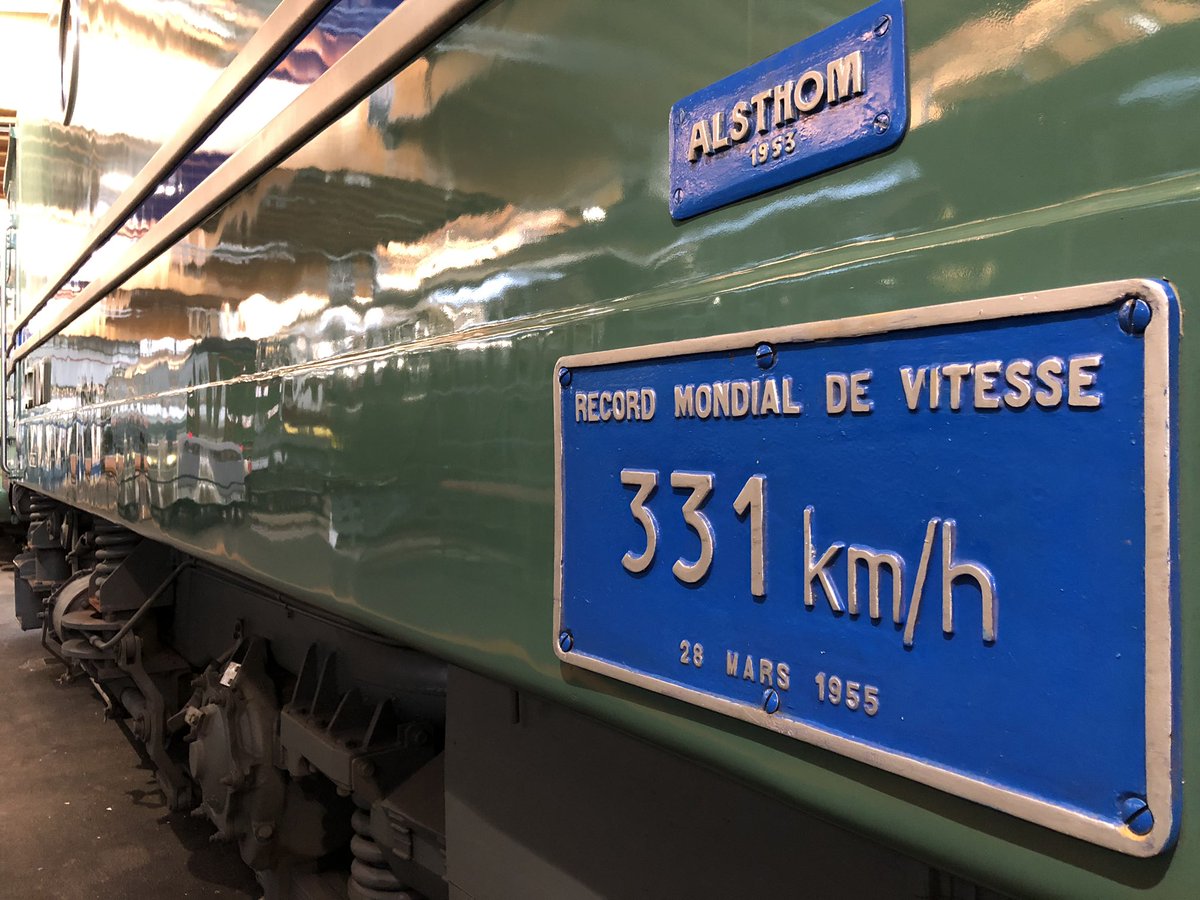 ALSTHOM
1953
RECORD MONDIAL DE VITESSE
331 km/h
28 MARS 1955